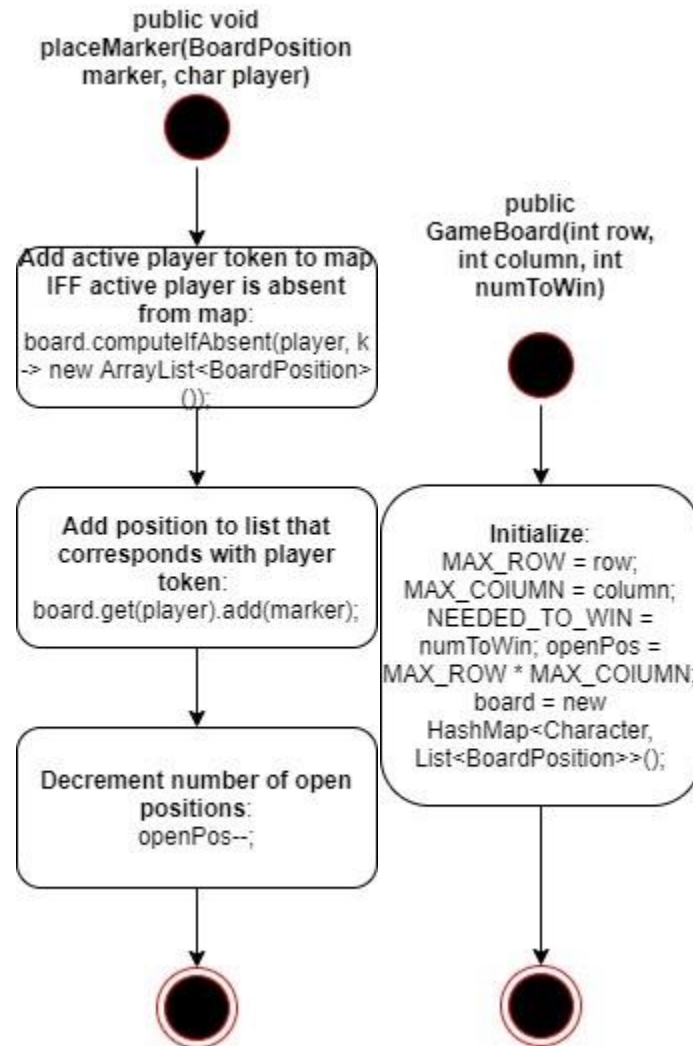 public void
placeMarker(BoardPosition
marker, char player)
Add active player token to map
IFF active player is absent
from map:
board.computeIfAbsent(player, k
-> new ArrayList<BoardPosition>
());
Add position to list that
corresponds with player
token:
board.get(player).add(marker);
Decrement number of open
positions:
openPos--;
public
GameBoard(int row,
int column, int
numToWin)
Initialize:
MAX_ROW = row;
MAX_COlUMN = column;
NEEDED_TO_WIN =
numToWin; openPos =
MAX_ROW * MAX_COlUMN;
board = new
HashMap<Character,
List<BoardPosition>>();